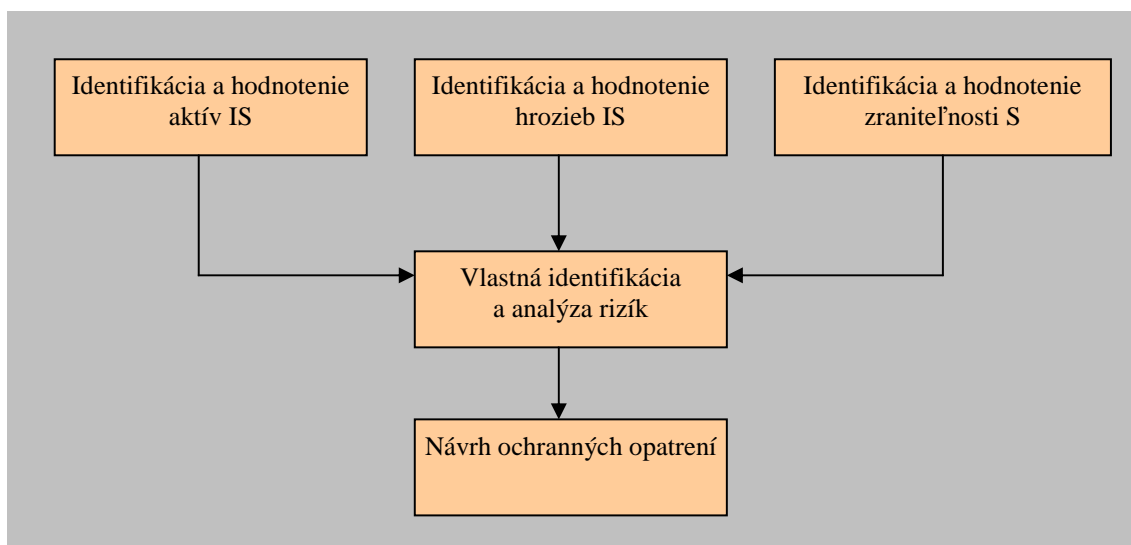 Identifikácia a hodnotenie
aktív IS
Identifikácia a hodnotenie
hrozieb IS
Identifikácia a hodnotenie
zraniteľnosti S
Vlastná identifikácia
a analýza rizík
Návrh ochranných opatrení